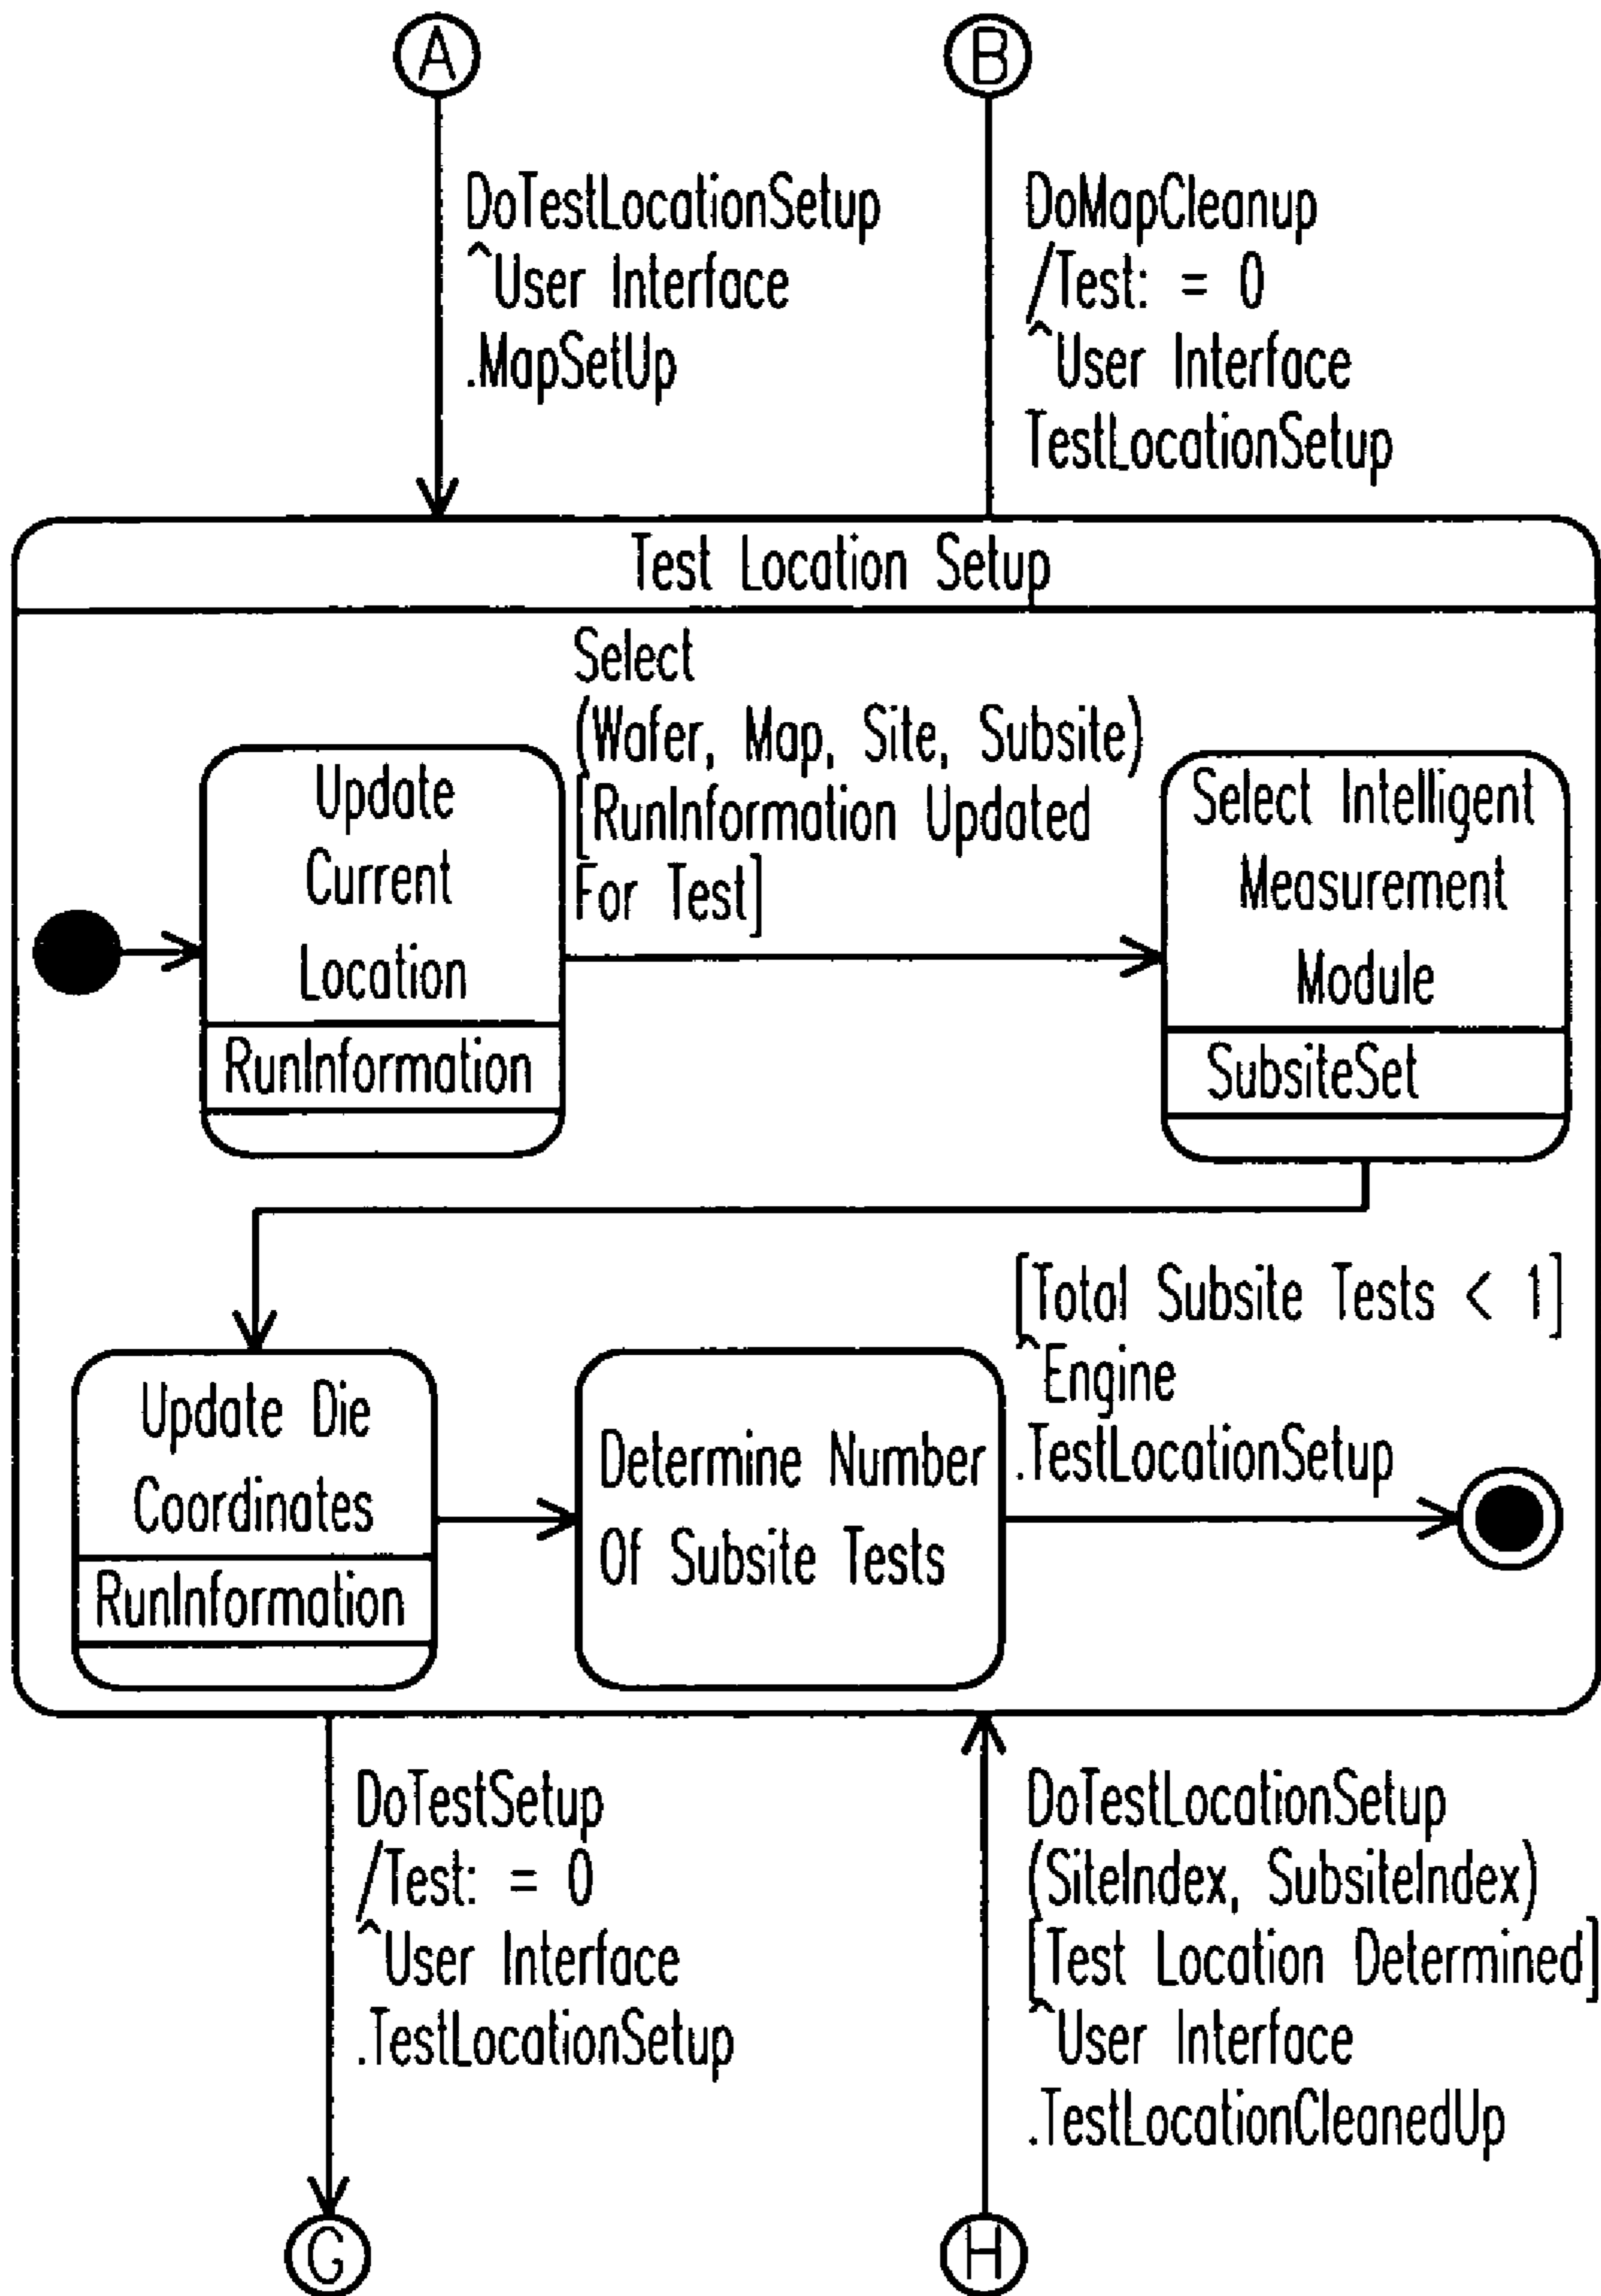 A
B
DoTestLocationSetup
^User Interface
.MapSetUp
DoMapCleanup
/Test: = 0
^User Interface
TestLocationSetup
Test Location Setup
Select
(Wafer, Map, Site, Subsite)
[RunInformation Updated
For Test]
Update
Current
Location
RunInformation
Select Intelligent
Measurement
Module
SubsiteSet
[Total Subsite Tests < 1]
^Engine
.TestLocationSetup
Update Die
Coordinates
RunInformation
Determine Number
Of Subsite Tests
DoTestSetup
/Test: = 0
^User Interface
.TestLocationSetup
DoTestLocationSetup
(SiteIndex, SubsiteIndex)
[Test Location Determined]
^User Interface
.TestLocationCleanedUp
G
H